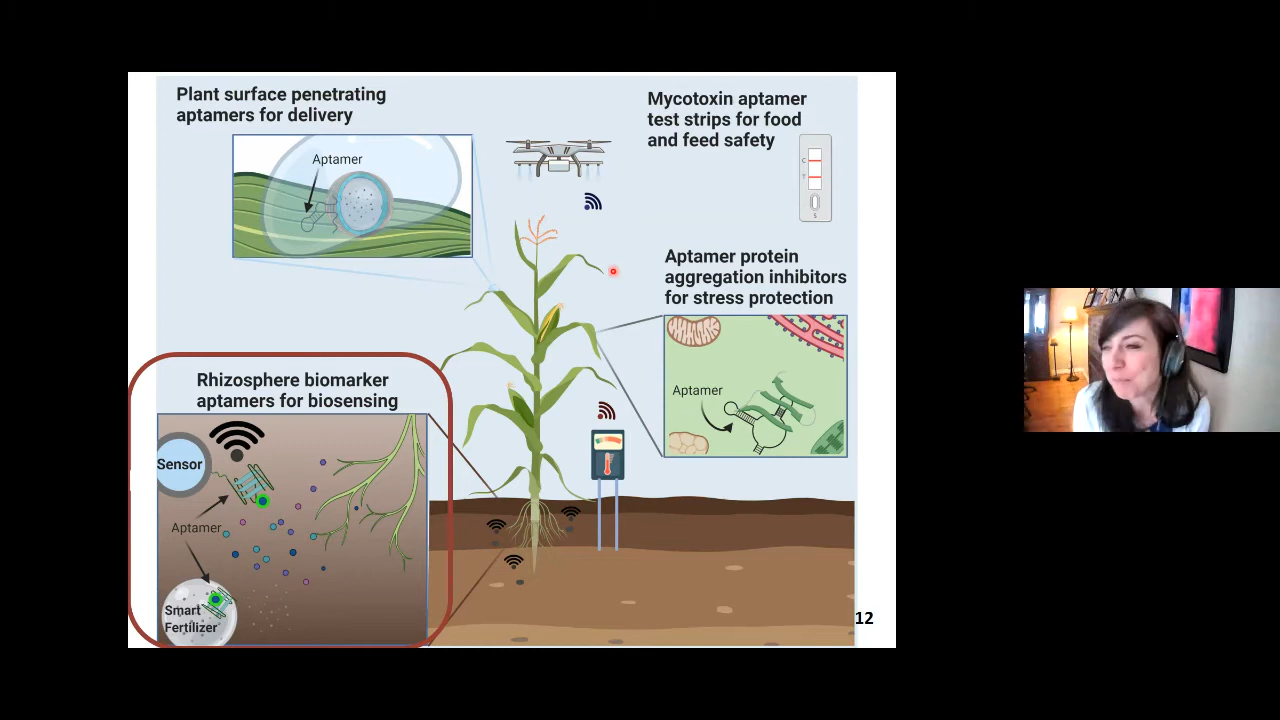 Plant surface penetrating
aptamers for delivery
Aptamer
Mycotoxin aptamer
test strips for food
and feed safety
C
T
S
Aptamer protein
aggregation inhibitors
for stress protection
Aptamer
Rhizosphere biomarker
aptamers for biosensing
Sensor
Aptamer
Smart
Fertilizer
12